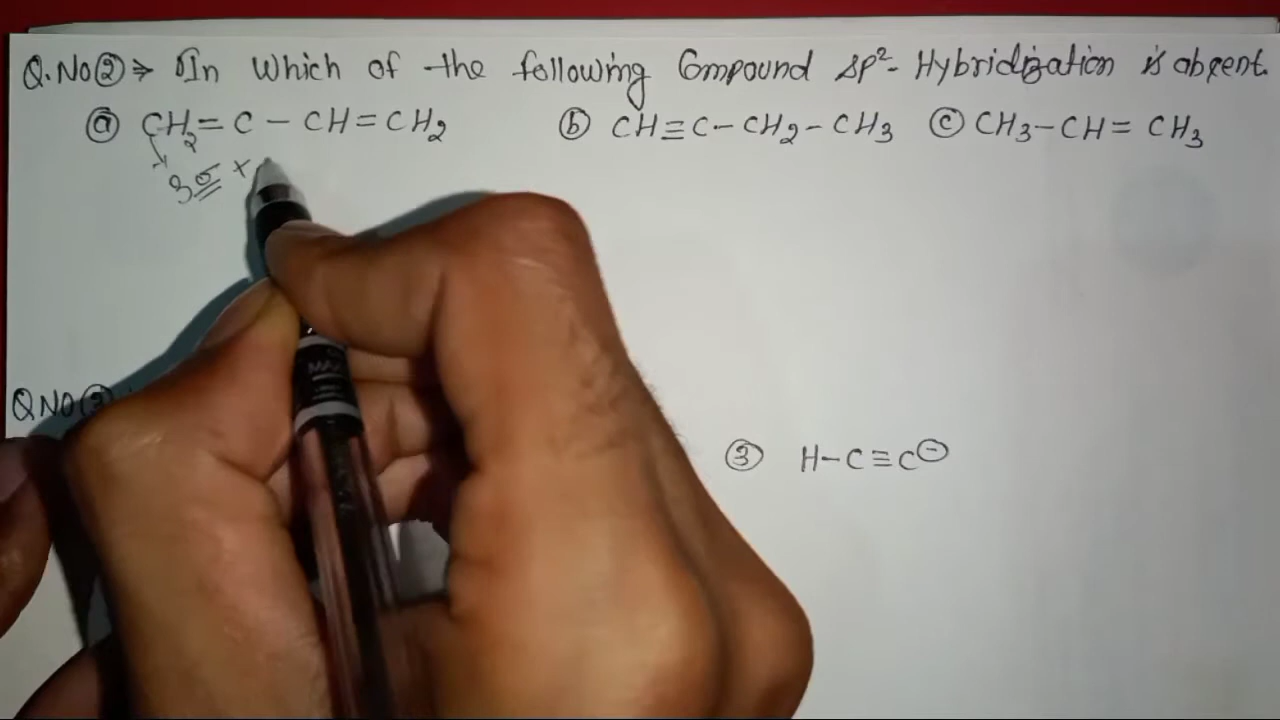 Q.No② ⇒ In Which of the following Compound sp²- Hybridization is absent.
ⓐ CH₂=C-CH=CH₂ ⓑ CH≡C-CH₂-CH₃ ⓒ CH₃-CH=CH₃
3σ +
QNO
③ H-C≡C⊖